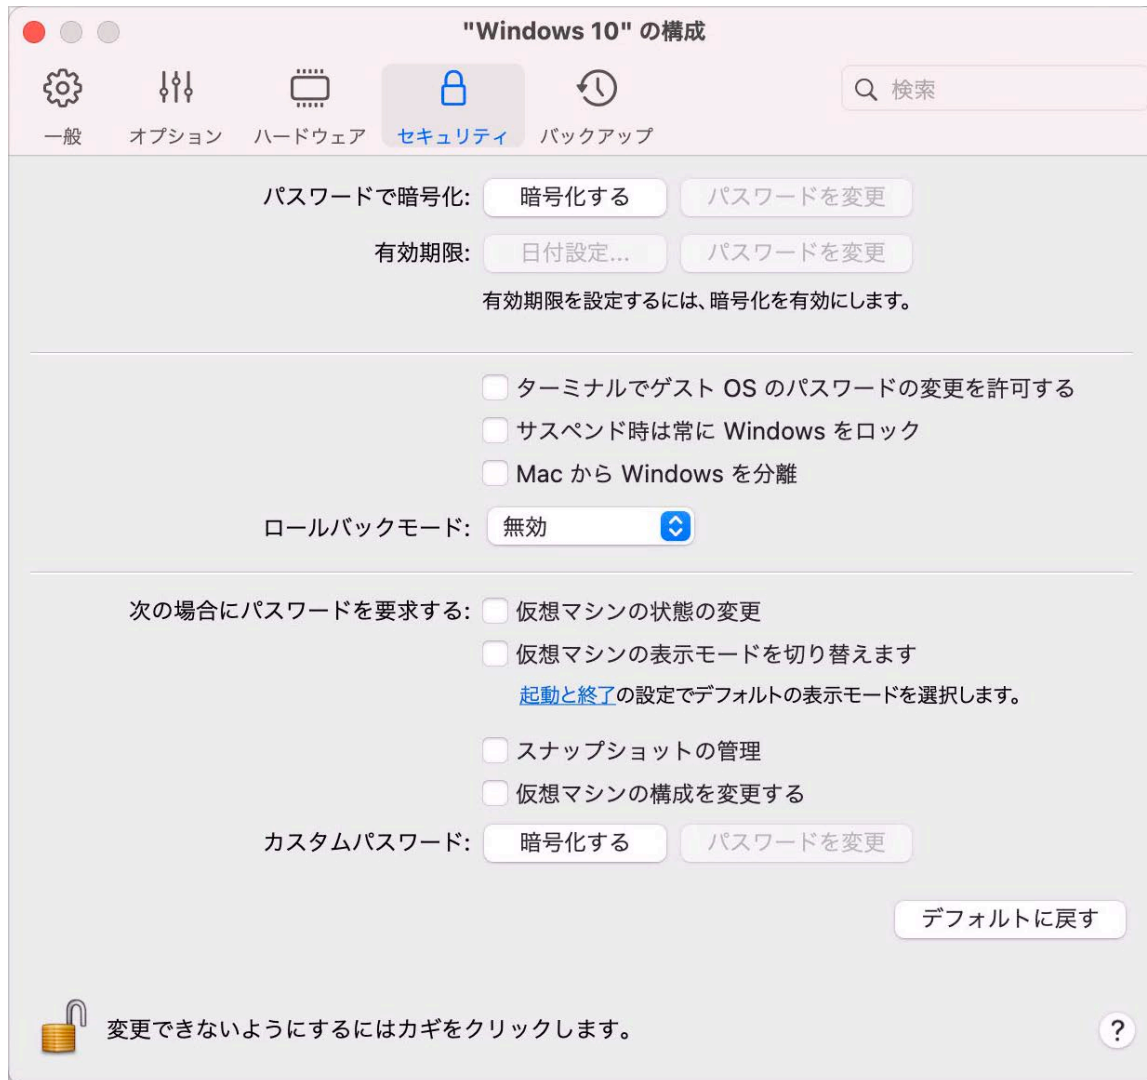 "Windows 10" の構成
検索
一般 オプション ハードウェア セキュリティ バックアップ
パスワードで暗号化: 暗号化する パスワードを変更
有効期限: 日付設定... パスワードを変更
有効期限を設定するには、暗号化を有効にします。
ターミナルでゲスト OS のパスワードの変更を許可する
サスペンド時は常に Windows をロック
Mac から Windows を分離
ロールバックモード: 無効
次の場合にパスワードを要求する: 仮想マシンの状態の変更
仮想マシンの表示モードを切り替えます
起動と終了の設定でデフォルトの表示モードを選択します。
スナップショットの管理
仮想マシンの構成を変更する
カスタムパスワード: 暗号化する パスワードを変更
デフォルトに戻す
変更できないようにするにはカギをクリックします。 ?